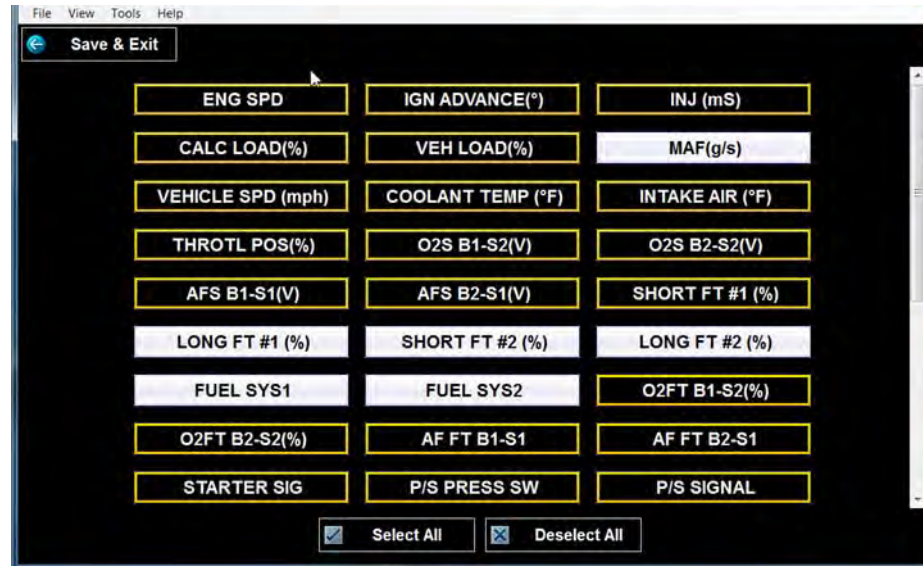 File View Tools Help
Save & Exit
ENG SPD IGN ADVANCE(°) INJ (mS)
CALC LOAD(%) VEH LOAD(%) MAF(g/s)
VEHICLE SPD (mph) COOLANT TEMP (°F) INTAKE AIR (°F)
THROTL POS(%) O2S B1-S2(V) O2S B2-S2(V)
AFS B1-S1(V) AFS B2-S1(V) SHORT FT #1 (%)
LONG FT #1 (%) SHORT FT #2 (%) LONG FT #2 (%)
FUEL SYS1 FUEL SYS2 O2FT B1-S2(%)
O2FT B2-S2(%) AF FT B1-S1 AF FT B2-S1
STARTER SIG P/S PRESS SW P/S SIGNAL
Select All Deselect All